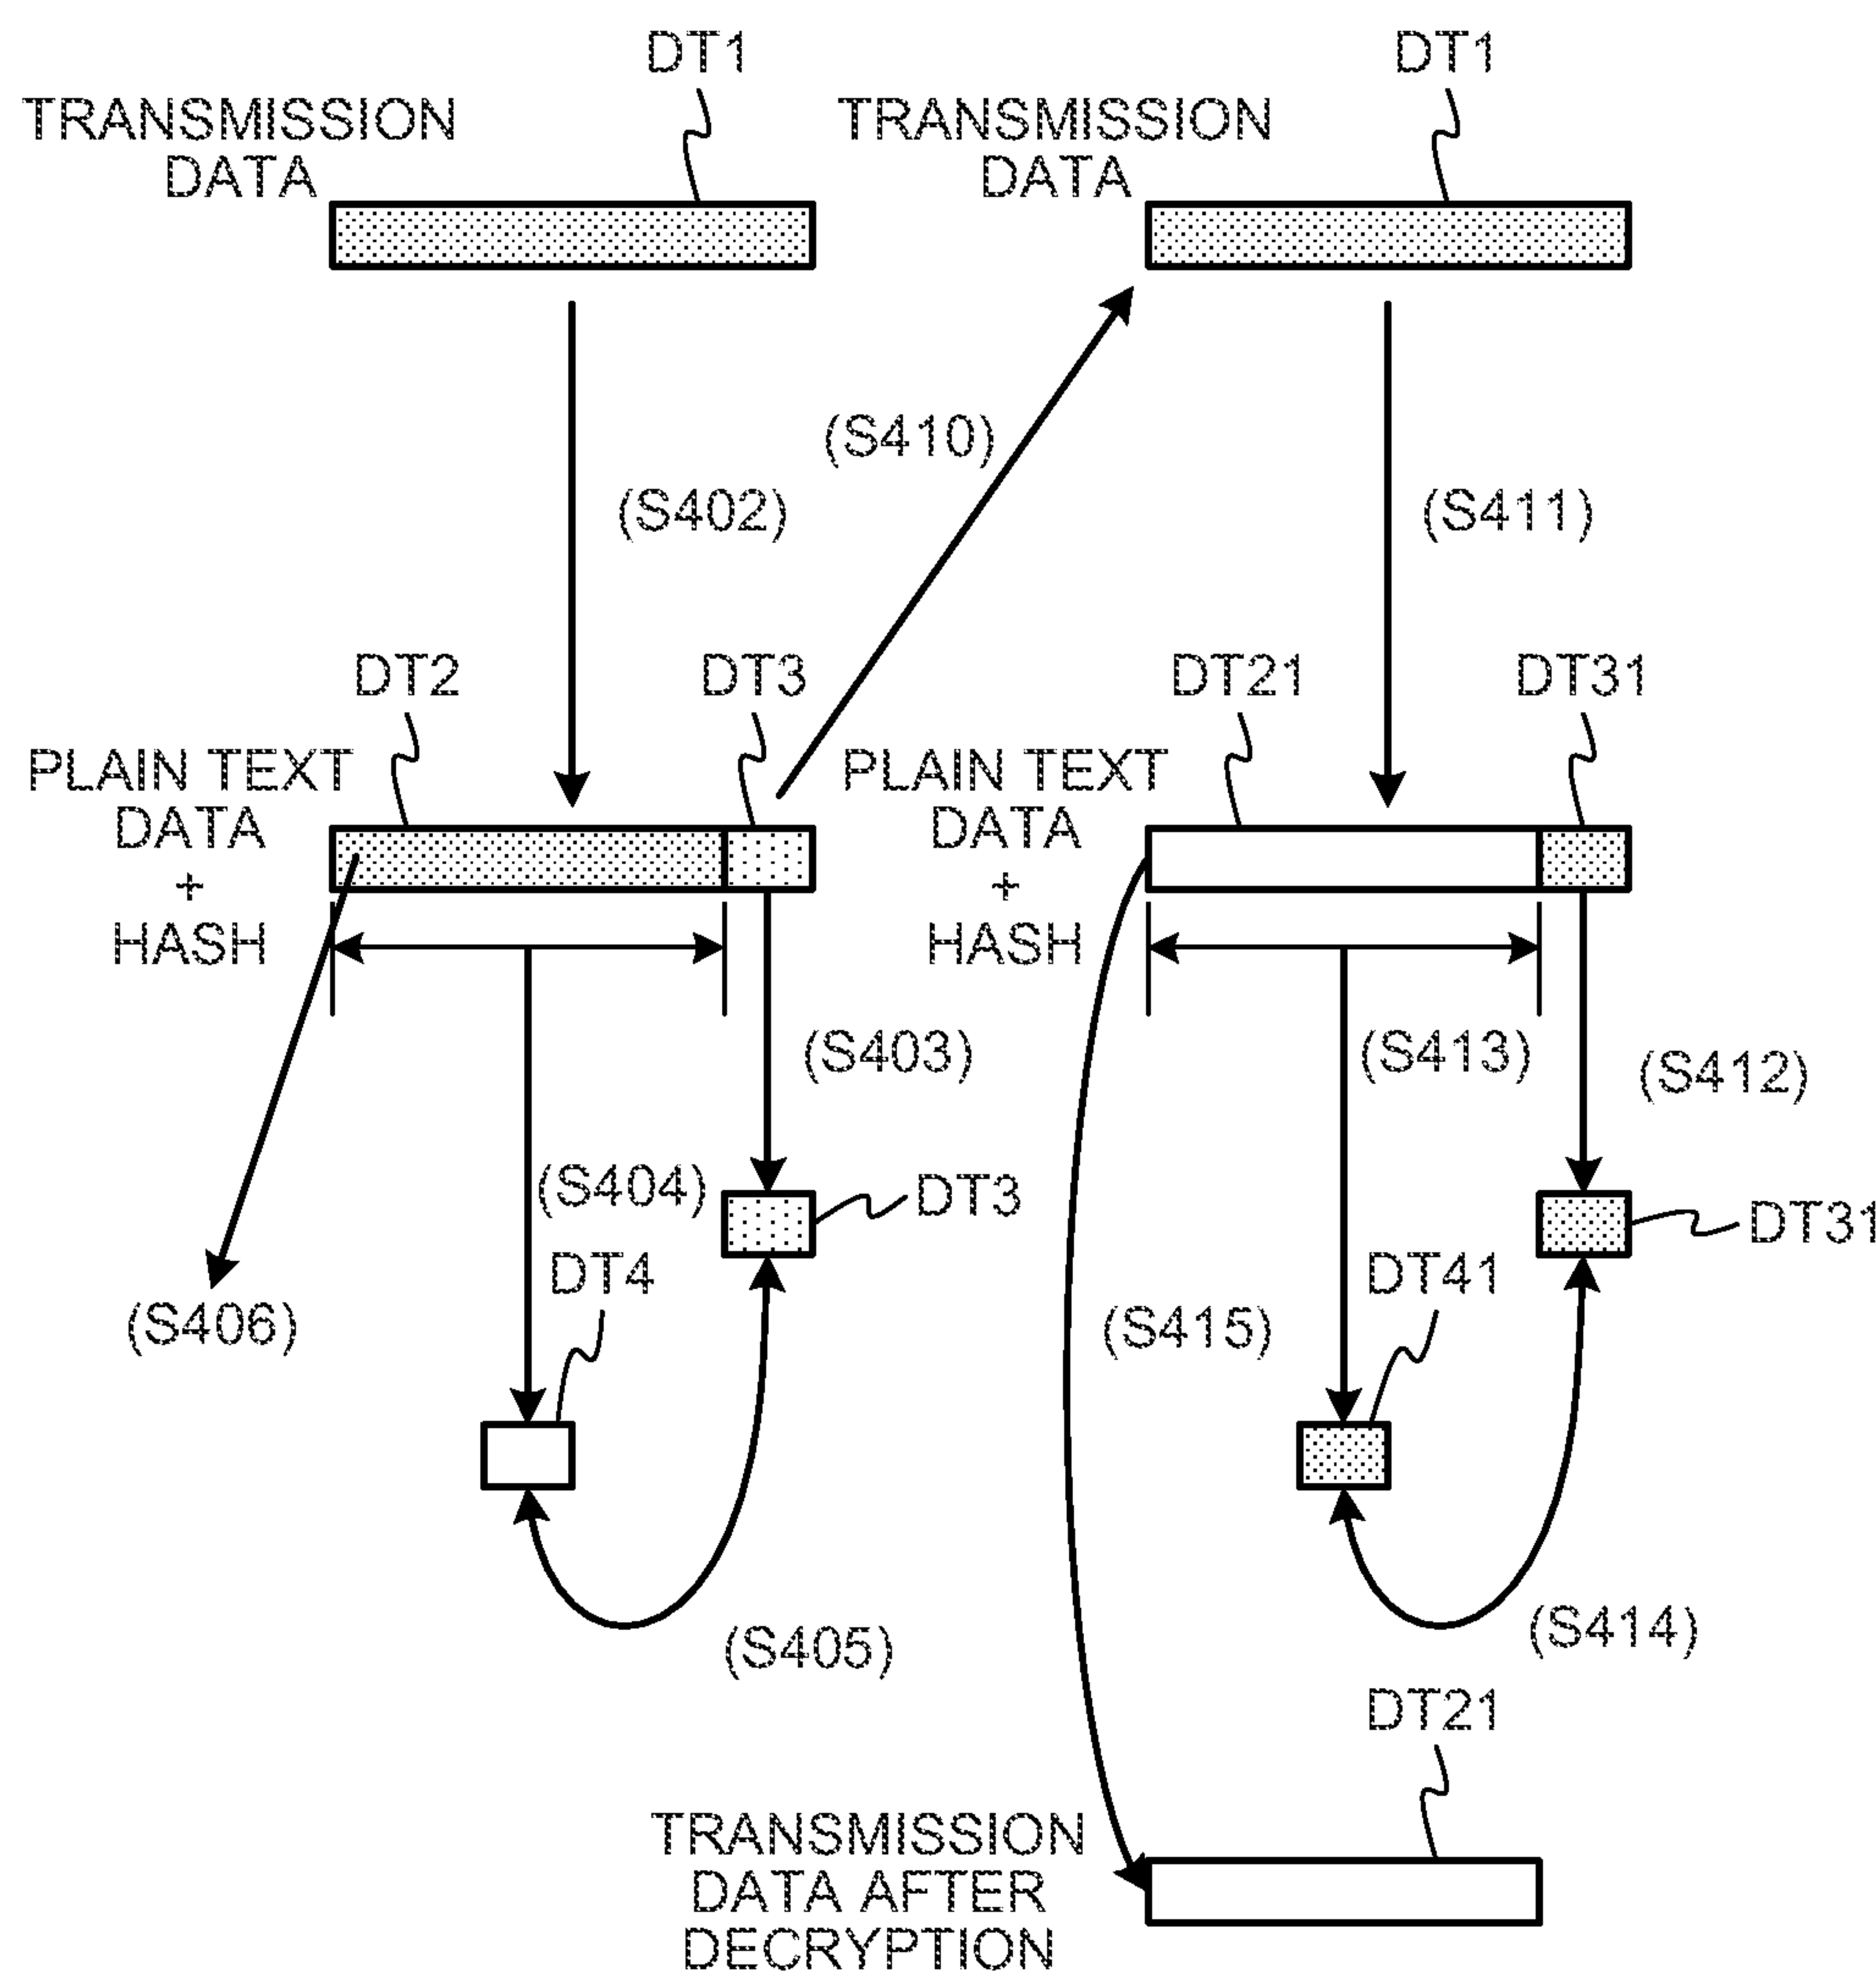 DT1
TRANSMISSION
DATA
DT1
TRANSMISSION
DATA
(S410)
(S402)
(S411)
DT2
DT3
PLAIN TEXT
DATA
+
HASH
DT21
DT31
PLAIN TEXT
DATA
+
HASH
(S403)
(S413)
(S412)
(S404)
DT3
DT31
DT4
DT41
(S406)
(S415)
(S405)
(S414)
DT21
TRANSMISSION
DATA AFTER
DECRYPTION